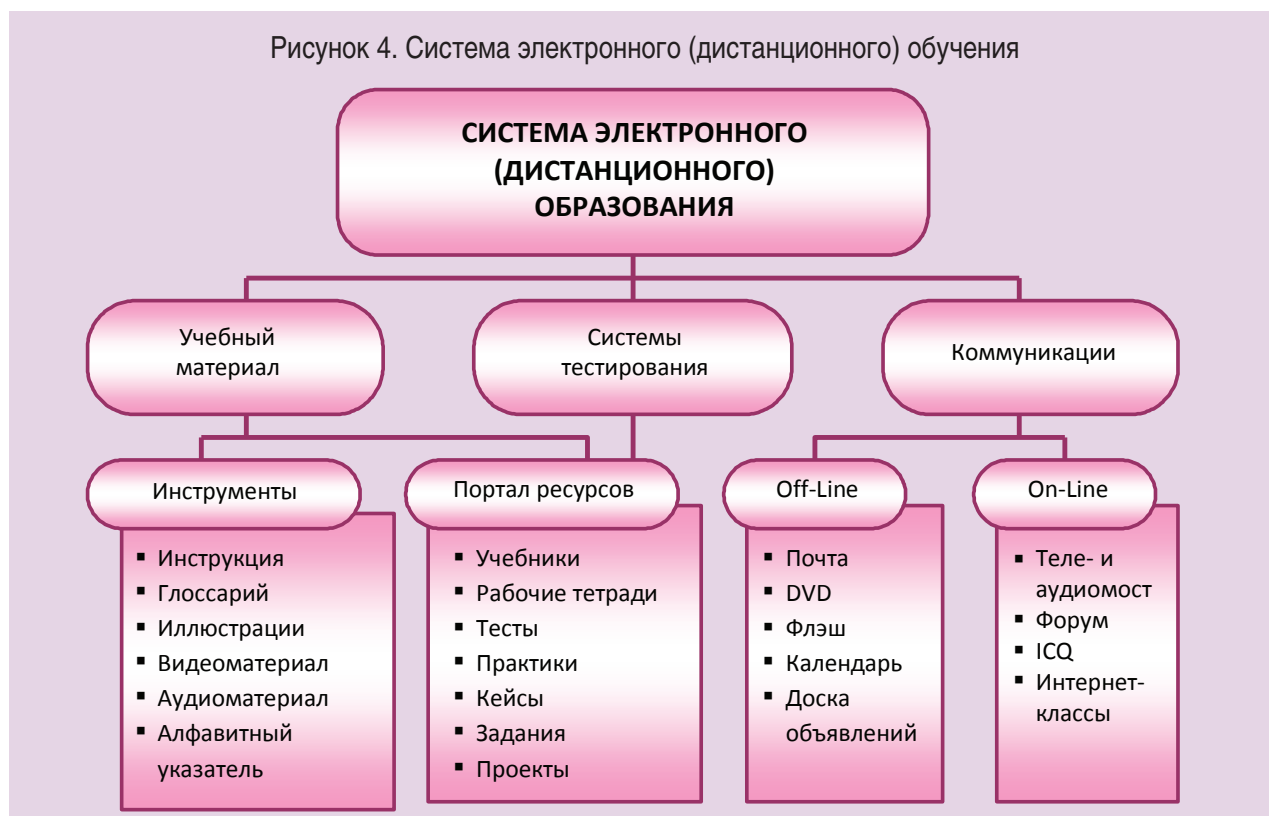 Рисунок 4. Система электронного (дистанционного) обучения
СИСТЕМА ЭЛЕКТРОННОГО
(ДИСТАНЦИОННОГО)
ОБРАЗОВАНИЯ
Учебный
материал
Системы
тестирования
Коммуникации
Инструменты
▪ Инструкция
▪ Глоссарий
▪ Иллюстрации
▪ Видеоматериал
▪ Аудиоматериал
▪ Алфавитный
указатель
Портал ресурсов
▪ Учебники
▪ Рабочие тетради
▪ Тесты
▪ Практики
▪ Кейсы
▪ Задания
▪ Проекты
Off-Line
▪ Почта
▪ DVD
▪ Флэш
▪ Календарь
▪ Доска
объявлений
On-Line
▪ Теле- и
аудиомост
▪ Форум
▪ ICQ
▪ Интернет-
классы